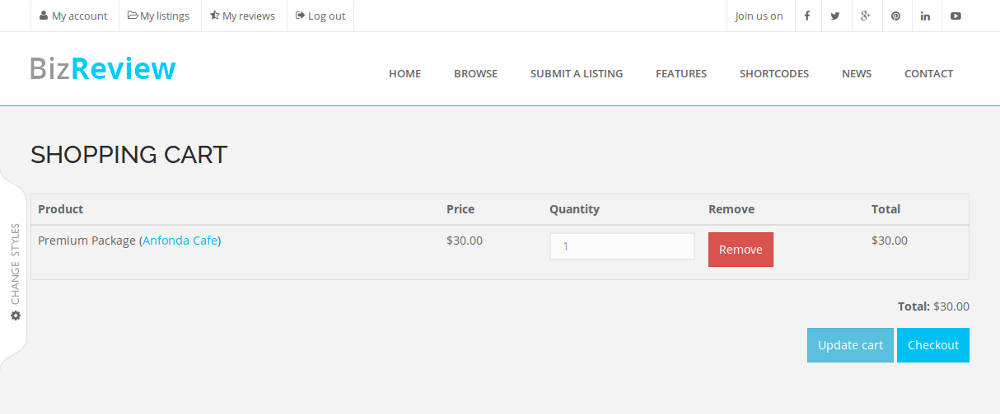 My account My listings My reviews Log out Join us on
BizReview
HOME BROWSE SUBMIT A LISTING FEATURES SHORTCODES NEWS CONTACT
SHOPPING CART
Product Price Quantity Remove Total
Premium Package (Anfonda Cafe) $30.00 1 Remove $30.00
CHANGE STYLES
Total: $30.00
Update cart Checkout